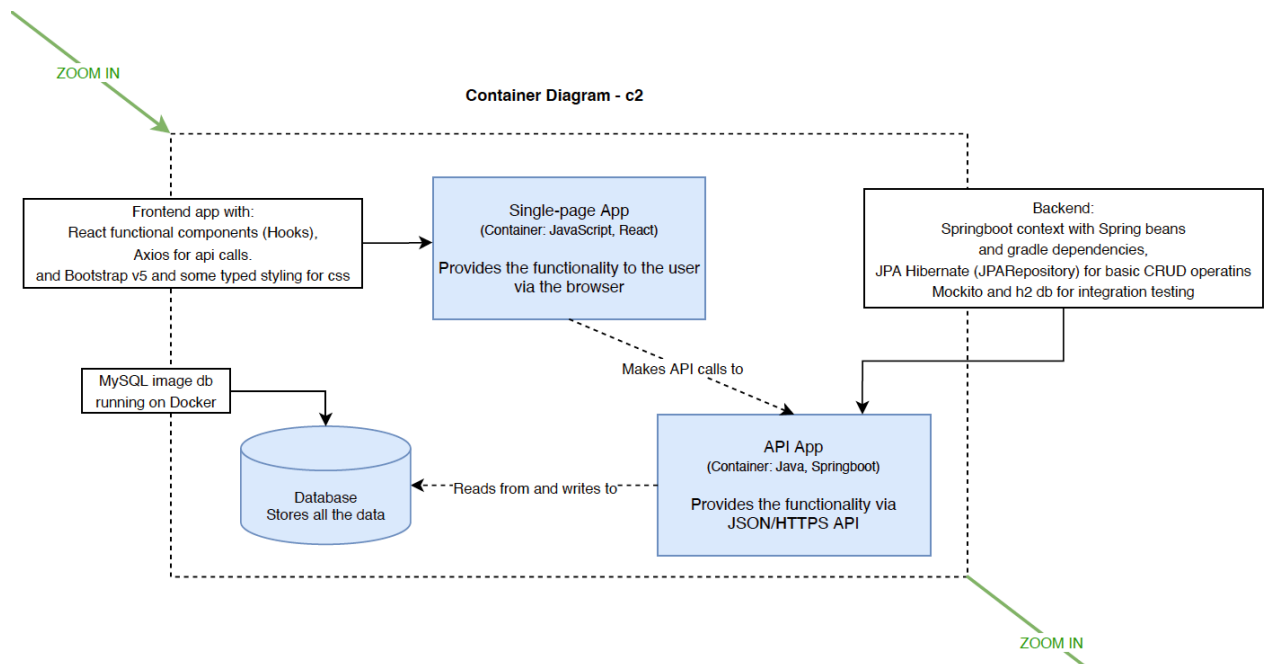 ZOOM IN
Container Diagram - c2
Frontend app with:
React functional components (Hooks),
Axios for api calls.
and Bootstrap v5 and some typed styling for css
Single-page App
(Container: JavaScript, React)
Provides the functionality to the user
via the browser
Backend:
Springboot context with Spring beans
and gradle dependencies,
JPA Hibernate (JPARepository) for basic CRUD operatins
Mockito and h2 db for integration testing
Makes API calls to
MySQL image db
running on Docker
API App
(Container: Java, Springboot)
Provides the functionality via
JSON/HTTPS API
Reads from and writes to
Database
Stores all the data
ZOOM IN